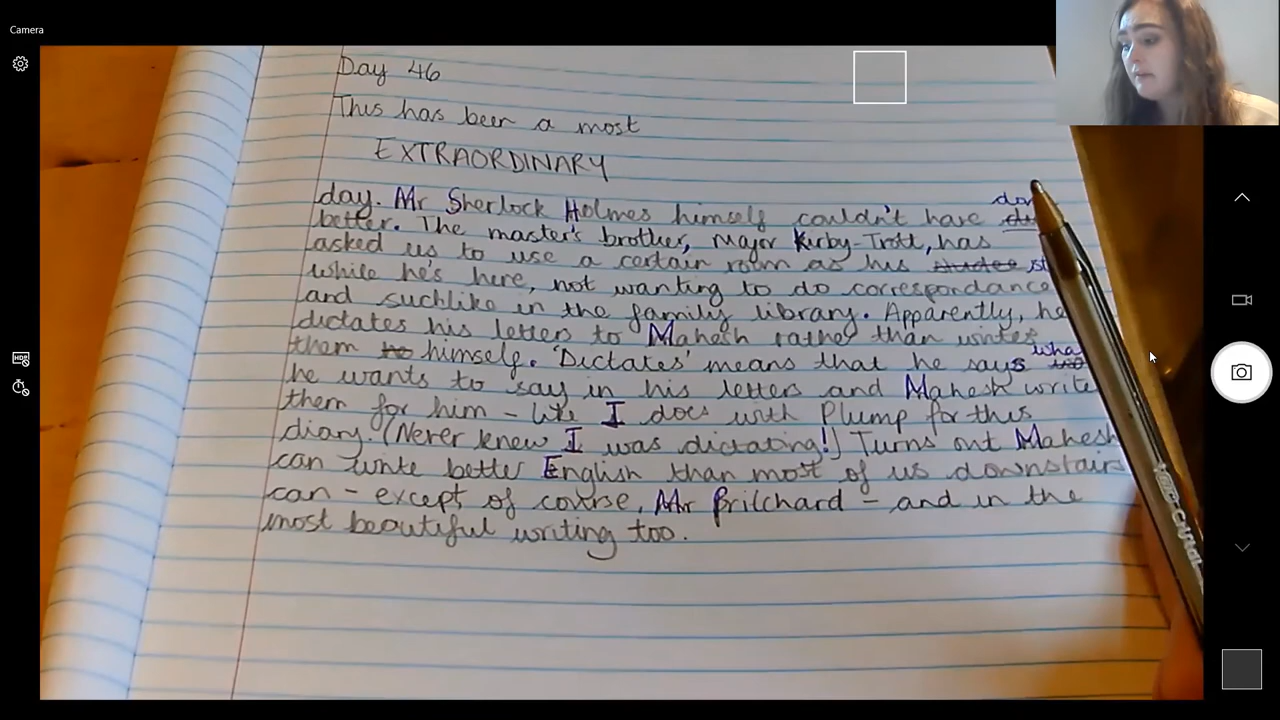 Camera
Day 46
This has been a most
EXTRAORDINARY
day. Mr Sherlock Holmes himself couldn't have
better. The master's brother, Major Kirby-Trott, has
asked us to use a certain room as his
while he's here, not wanting to do correspondance
and suchlike in the family library. Apparently, he
dictates his letters to Mahesh rather than writes
them himself. 'Dictates' means that he says
he wants to say in his letters and Mahesh write
them for him - like I does with Plump for this
diary. (Never knew I was dictating!) Turns out Mahesh
can write better English than most of us downstairs
can - except of course, Mr Prilchard - and in the
most beautiful writing too.